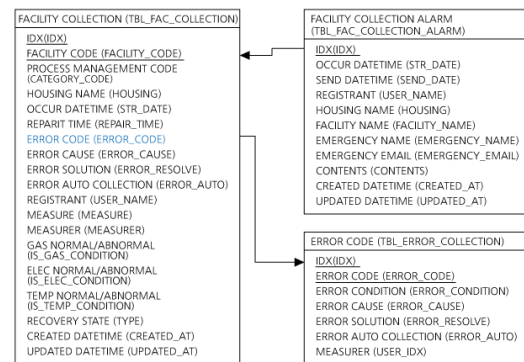 FACILITY COLLECTION (TBL_FAC_COLLECTION)
IDX(IDX)
FACILITY CODE (FACILITY_CODE)
PROCESS MANAGEMENT CODE
(CATEGORY_CODE)
HOUSING NAME (HOUSING)
OCCUR DATETIME (STR_DATE)
REPARIT TIME (REPAIR_TIME)
ERROR CODE (ERROR_CODE)
ERROR CAUSE (ERROR_CAUSE)
ERROR SOLUTION (ERROR_RESOLVE)
ERROR AUTO COLLECTION (ERROR_AUTO)
REGISTRANT (USER_NAME)
MEASURE (MEASURE)
MEASURER (MEASURER)
GAS NORMAL/ABNORMAL
(IS_GAS_CONDITION)
ELEC NORMAL/ABNORMAL
(IS_ELEC_CONDITION)
TEMP NORMAL/ABNORMAL
(IS_TEMP_CONDITION)
RECOVERY STATE (TYPE)
CREATED DATETIME (CREATED_AT)
UPDATED DATETIME (UPDATED_AT)
FACILITY COLLECTION ALARM
(TBL_FAC_COLLECTION_ALARM)
IDX(IDX)
OCCUR DATETIME (STR_DATE)
SEND DATETIME (SEND_DATE)
REGISTRANT (USER_NAME)
HOUSING NAME (HOUSING)
FACILITY NAME (FACILITY_NAME)
EMERGENCY NAME (EMERGENCY_NAME)
EMERGENCY EMAIL (EMERGENCY_EMAIL)
CONTENTS (CONTENTS)
CREATED DATETIME (CREATED_AT)
UPDATED DATETIME (UPDATED_AT)
ERROR CODE (TBL_ERROR_COLLECTION)
IDX(IDX)
ERROR CODE (ERROR_CODE)
ERROR CONDITION (ERROR_CONDITION)
ERROR CAUSE (ERROR_CAUSE)
ERROR SOLUTION (ERROR_RESOLVE)
ERROR AUTO COLLECTION (ERROR_AUTO)
MEASURER (USER_IDX)